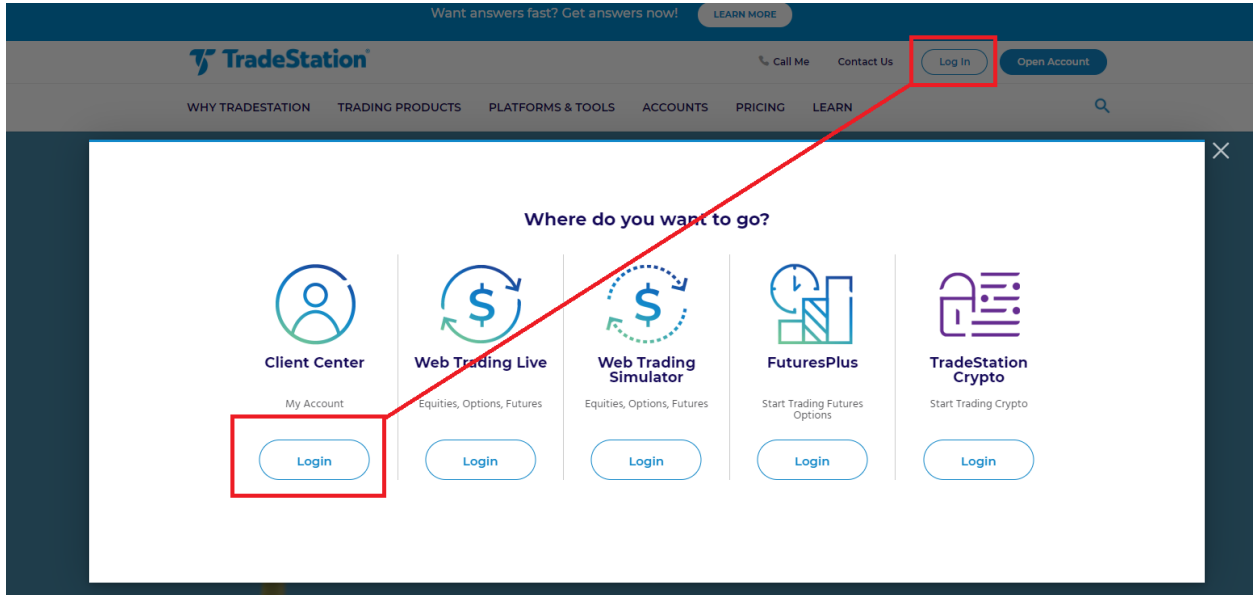 Want answers fast? Get answers now! LEARN MORE
TradeStation
Call Me Contact Us Log In Open Account
WHY TRADESTATION TRADING PRODUCTS PLATFORMS & TOOLS ACCOUNTS PRICING LEARN
Where do you want to go?
Client Center
My Account
Login
Web Trading Live
Equities, Options, Futures
Login
Web Trading
Simulator
Equities, Options, Futures
Login
FuturesPlus
Start Trading Futures
Options
Login
TradeStation
Crypto
Start Trading Crypto
Login